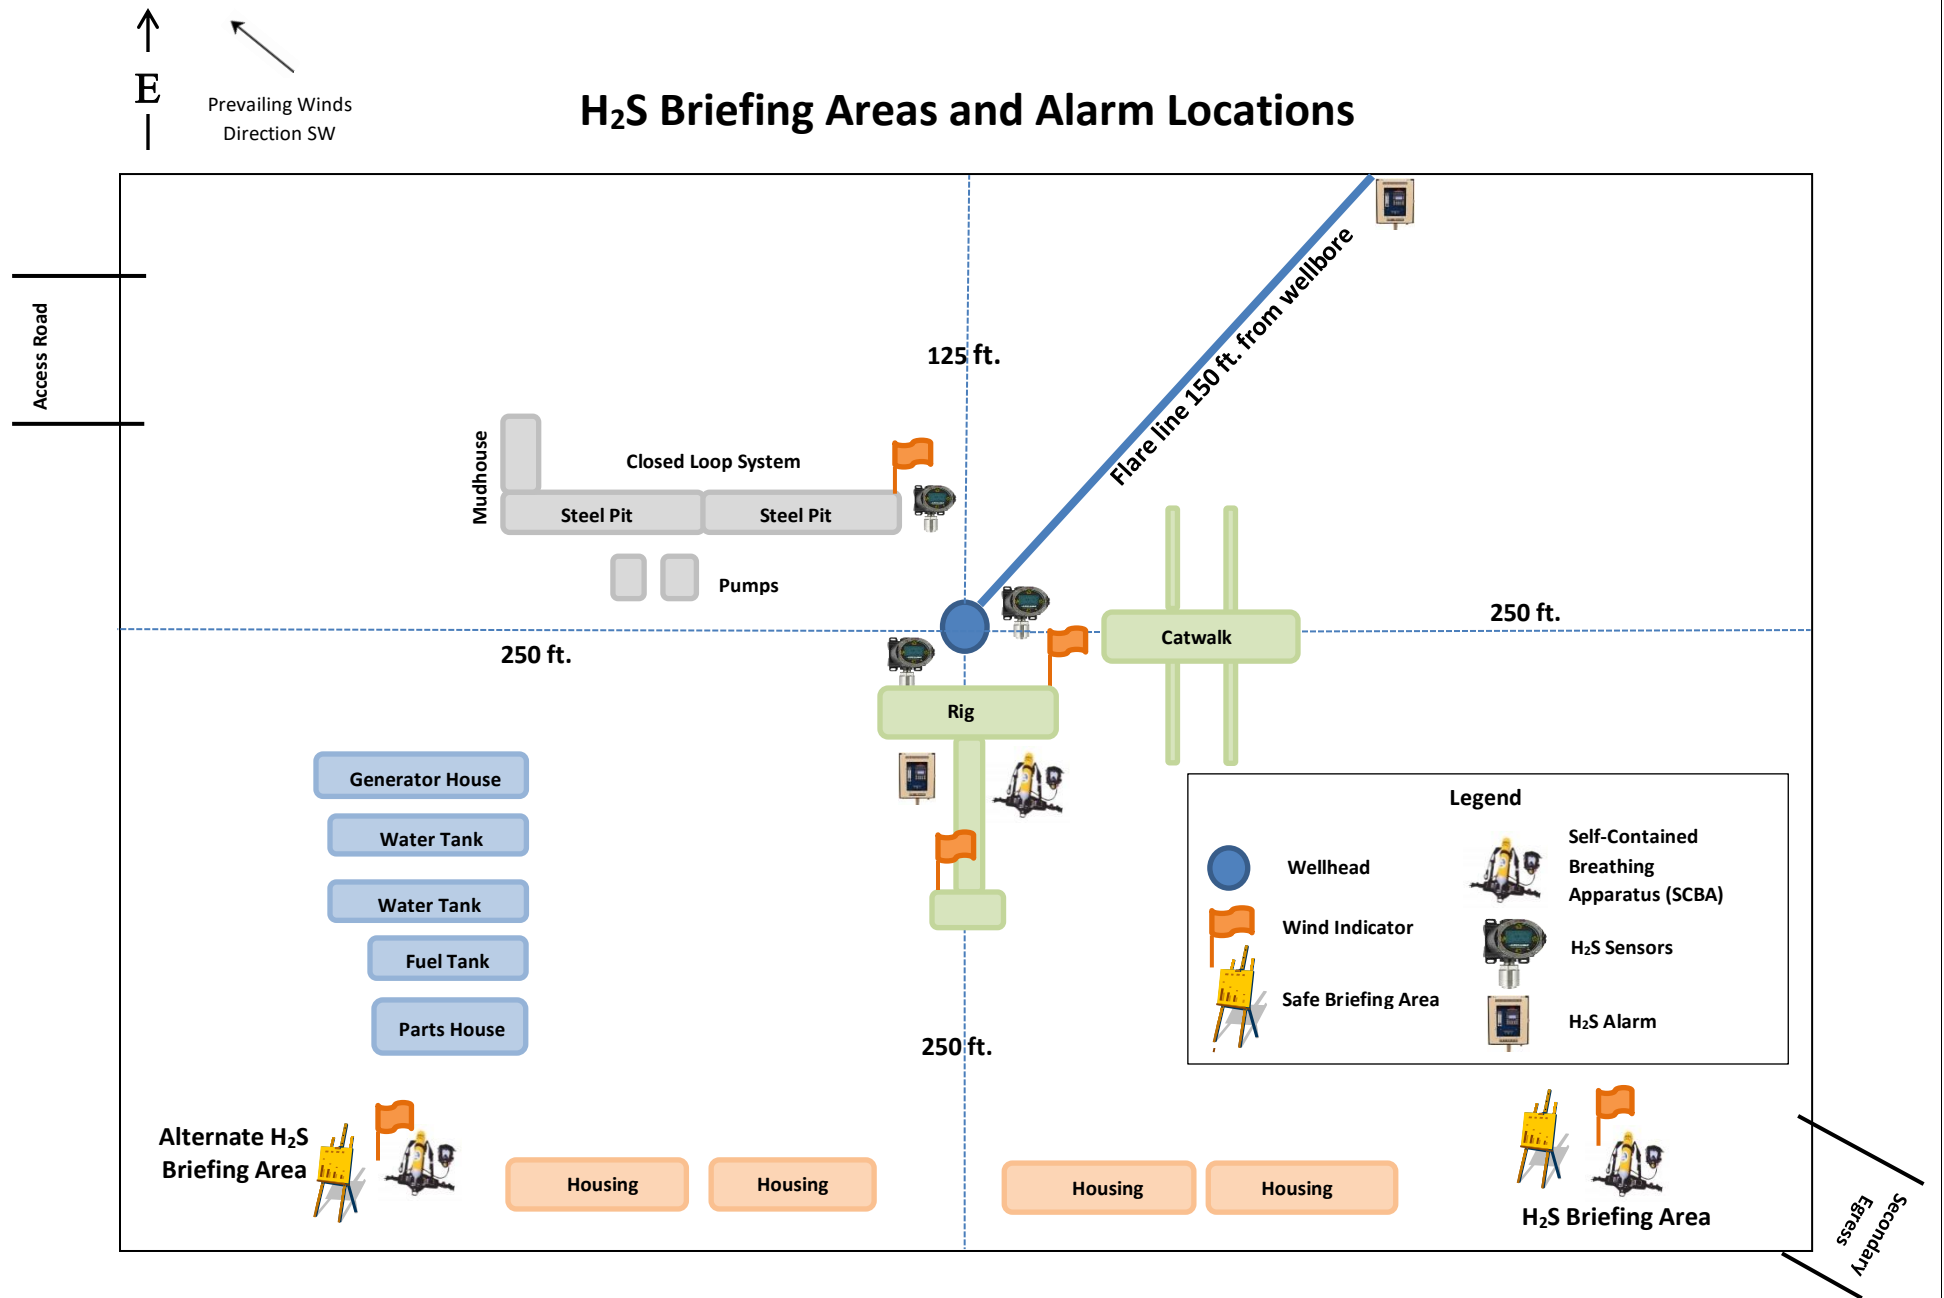 E
Prevailing Winds
Direction SW
H₂S Briefing Areas and Alarm Locations
Access Road
125 ft.
Flare line 150 ft. from wellbore
Mudhouse
Closed Loop System
Steel Pit
Steel Pit
Pumps
250 ft.
Catwalk
250 ft.
Rig
Generator House
Water Tank
Water Tank
Fuel Tank
Parts House
250 ft.
Legend
Wellhead
Wind Indicator
Safe Briefing Area
Self-Contained
Breathing
Apparatus (SCBA)
H₂S Sensors
H₂S Alarm
Alternate H₂S
Briefing Area
Housing
Housing
Housing
Housing
H₂S Briefing Area
Secondary
Egress